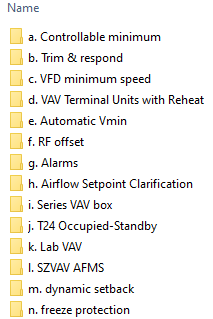 Name
a. Controllable minimum
b. Trim & respond
c. VFD minimum speed
d. VAV Terminal Units with Reheat
e. Automatic Vmin
f. RF offset
g. Alarms
h. Airflow Setpoint Clarification
i. Series VAV box
j. T24 Occupied-Standby
k. Lab VAV
l. SZVAV AFMS
m. dynamic setback
n. freeze protection